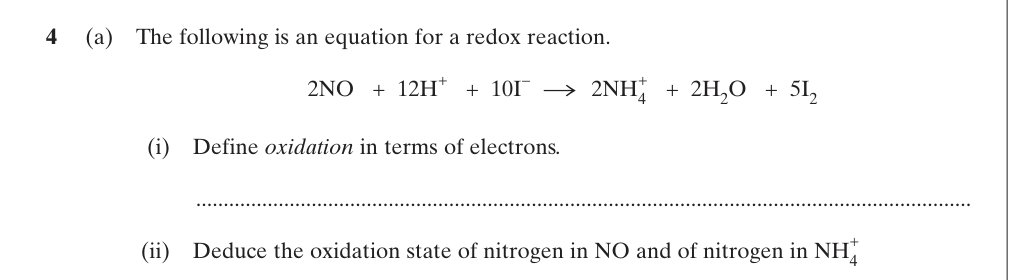 4 (a) The following is an equation for a redox reaction.
2NO + 12H⁺ + 10I⁻ ⟶ 2NH₄⁺ + 2H₂O + 5I₂
(i) Define oxidation in terms of electrons.
(ii) Deduce the oxidation state of nitrogen in NO and of nitrogen in NH₄⁺